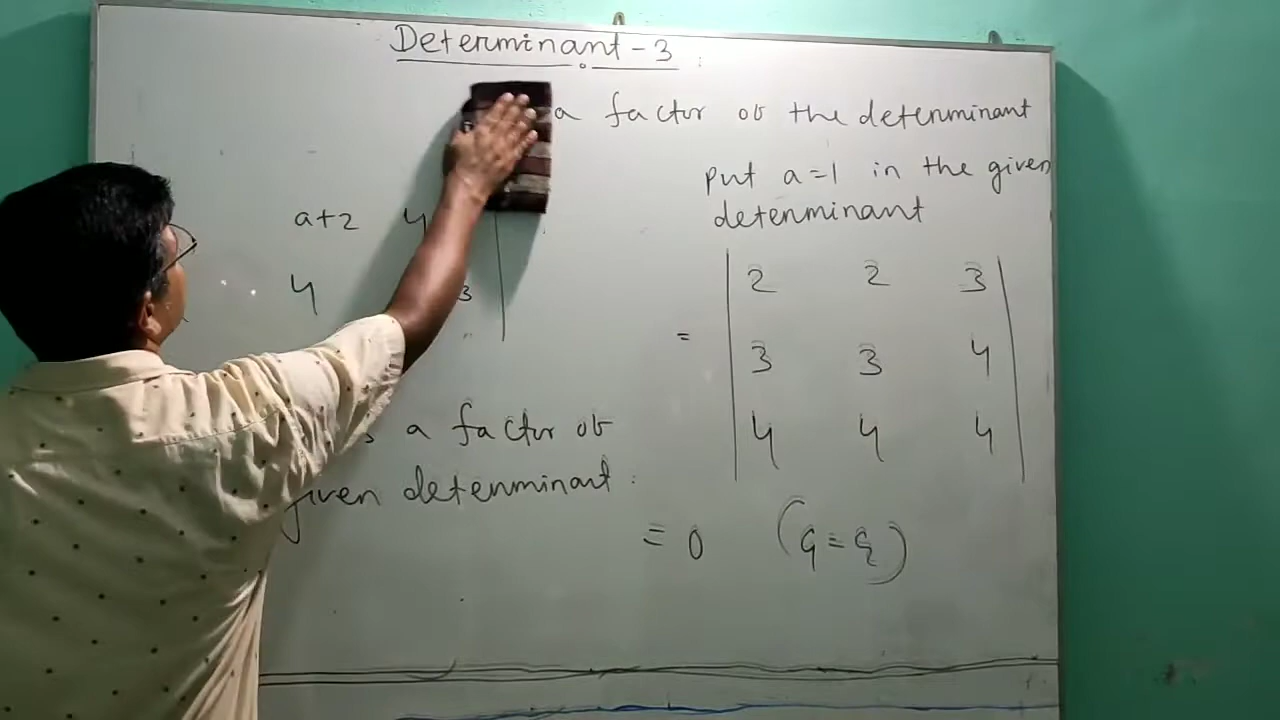 Determinant-3
a factor of the determinant
put a=1 in the given
determinant
a+2 4
4 3
2 2 3
= 3 3 4
4 4 4
a factor of
given determinant
= 0 (C₁=C₂)